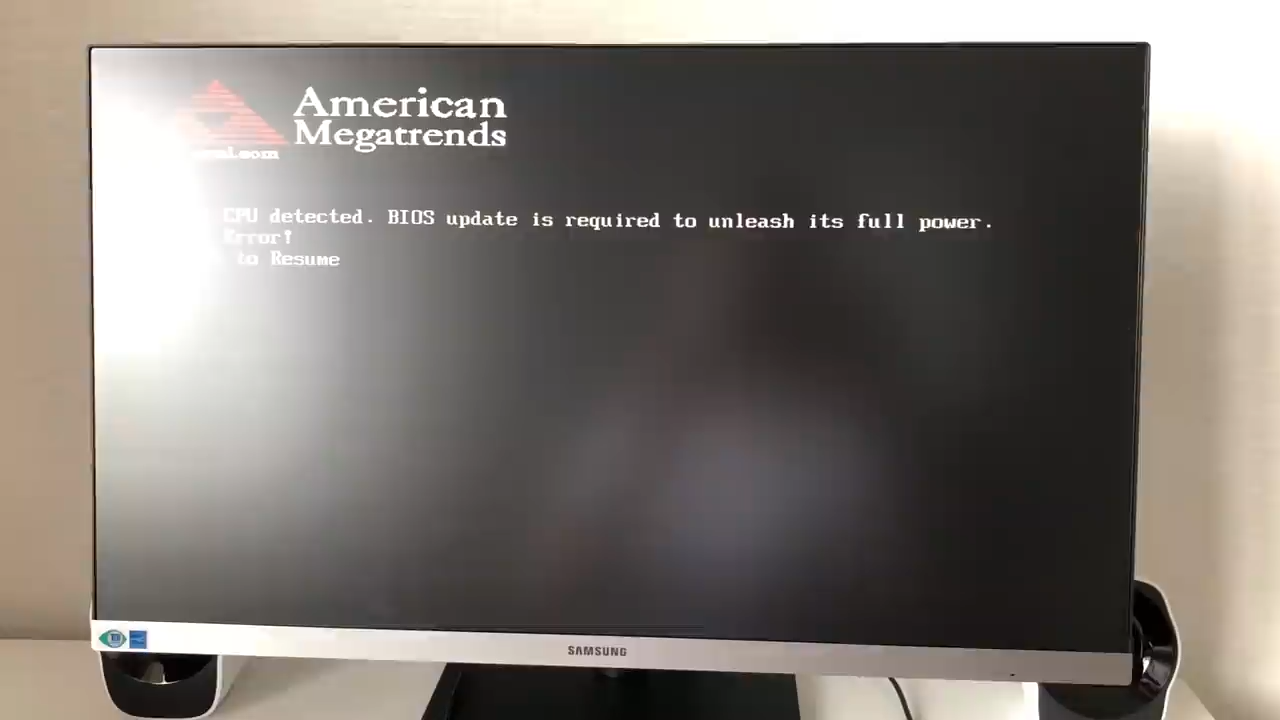 American
Megatrends
CPU detected. BIOS update is required to unleash its full power.
Error!
to Resume
SAMSUNG